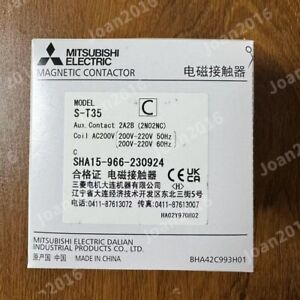 MITSUBISHI
ELECTRIC
MAGNETIC CONTACTOR
电磁接触器
MODEL
S-T35
C
Aux.Contact 2A2B (2NO2NC)
Coil AC200V 200V-220V 50Hz
200V-220V 60Hz
C
SHA15-966-230924
合格证 电磁接触器
三菱电机大连机器有限公司
辽宁省大连经济技术开发区东北三街5号
电话:0411-87613072 传真:0411-87613007
HA02Y970802
MITSUBISHI ELECTRIC DALIAN
INDUSTRIAL PRODUCTS CO., LTD.
原产国 中国 MADE IN CHINA
BHA42C993H01
Joan2016